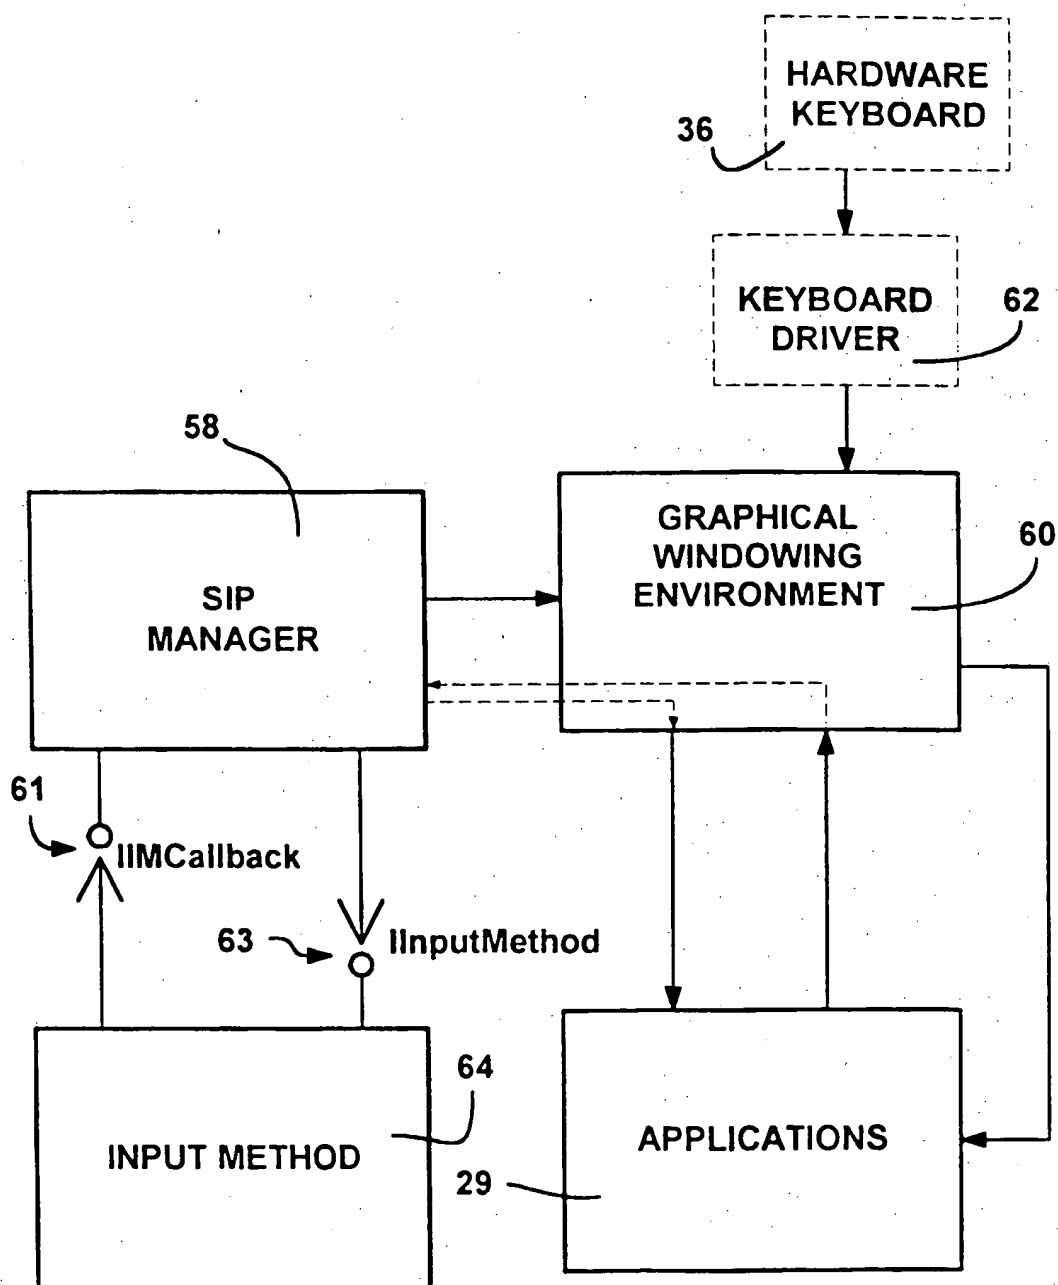 HARDWARE
KEYBOARD
36
KEYBOARD
DRIVER
62
58
SIP
MANAGER
GRAPHICAL
WINDOWING
ENVIRONMENT
60
61
IIMCallback
63
IInputMethod
64
INPUT METHOD
APPLICATIONS
29